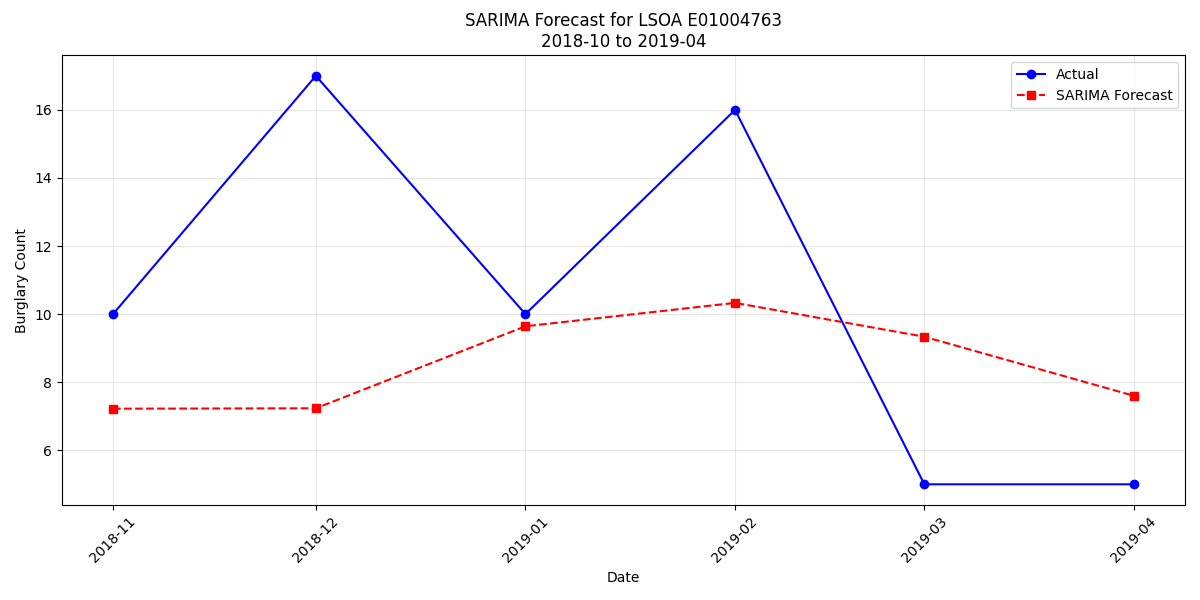 SARIMA Forecast for LSOA E01004763
2018-10 to 2019-04
Actual
SARIMA Forecast
Burglary Count
16
14
12
10
8
6
2018-11
2018-12
2019-01
2019-02
2019-03
2019-04
Date